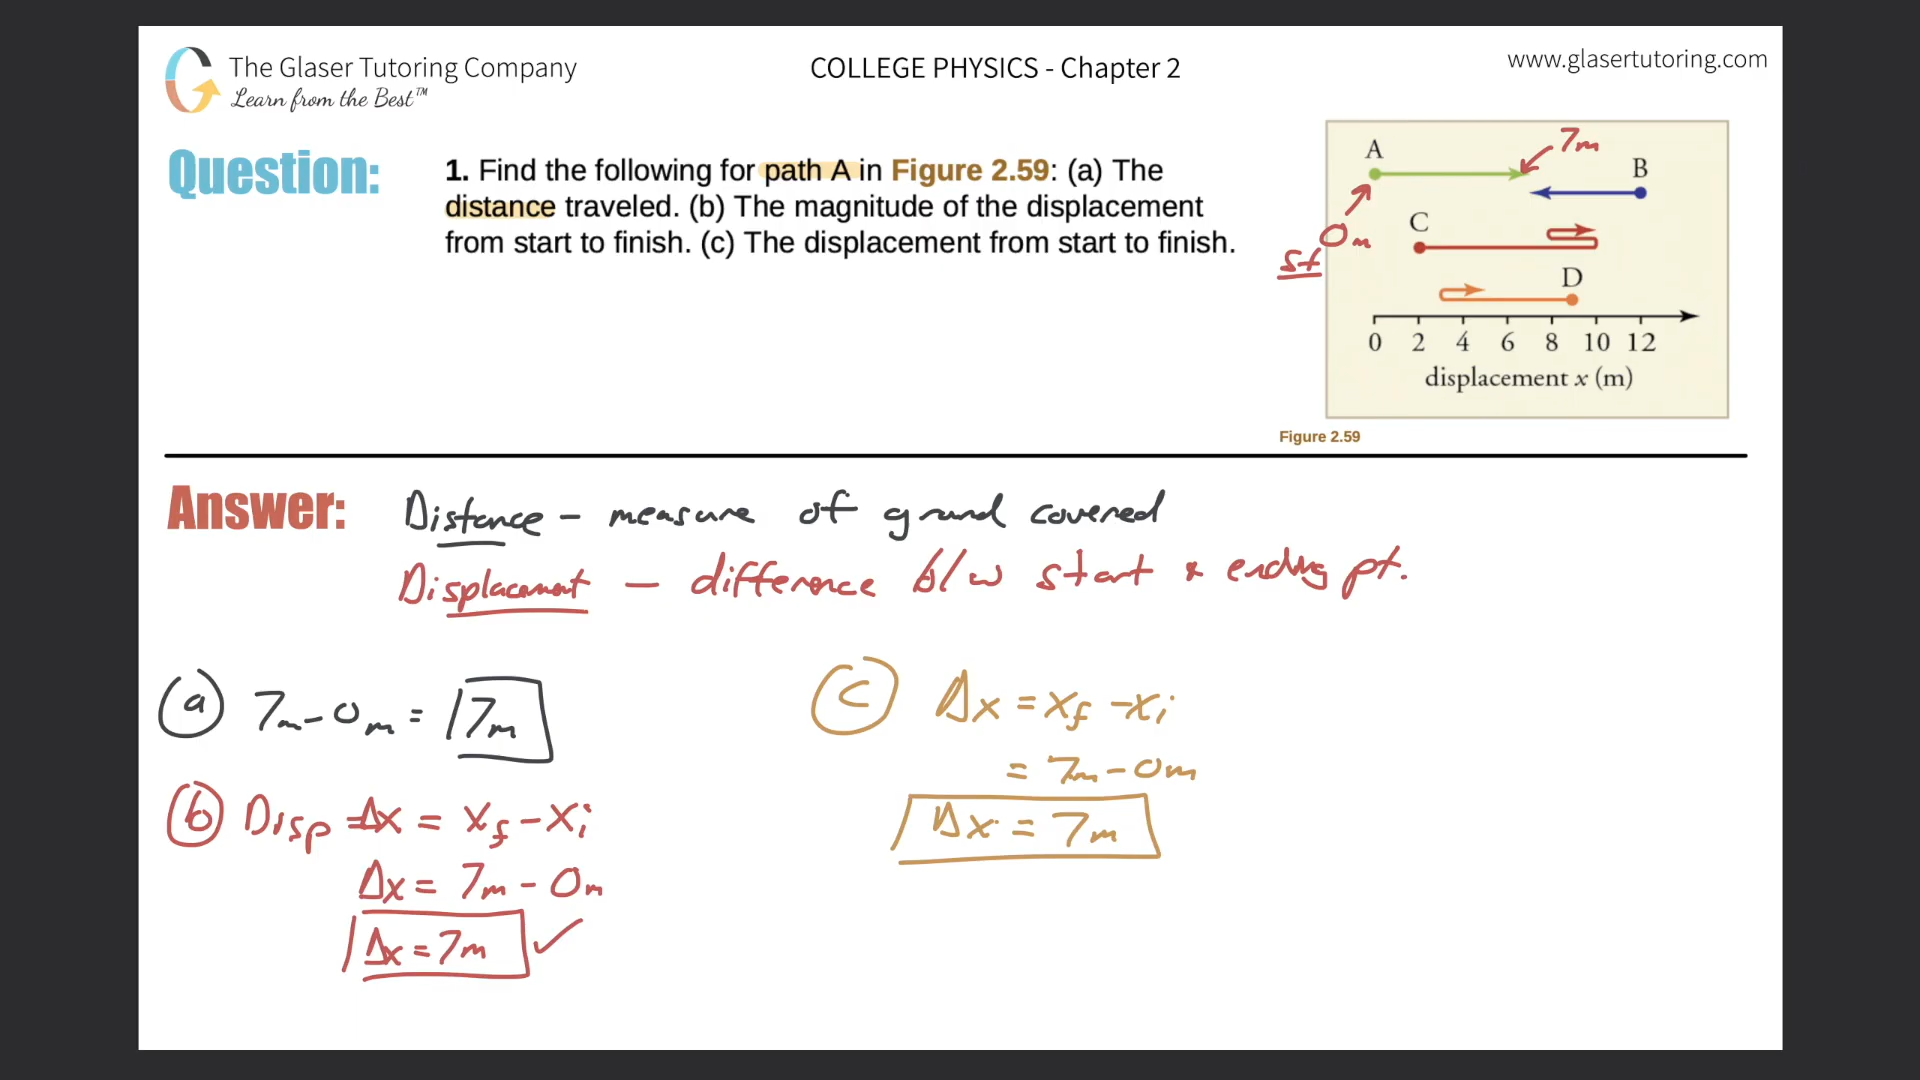 The Glaser Tutoring Company
Learn from the Best™
COLLEGE PHYSICS - Chapter 2
www.glasertutoring.com
Question:
1. Find the following for path A in Figure 2.59: (a) The
distance traveled. (b) The magnitude of the displacement
from start to finish. (c) The displacement from start to finish.
A
7m
B
C
0m
St
D
0 2 4 6 8 10 12
displacement x (m)
Figure 2.59
Answer:
Distance – measure of ground covered
Displacement – difference b/w start & ending pt.
(a) 7m – 0m = 7m
(b) Disp = Δx = xf – xi
Δx = 7m – 0m
Δx = 7m ✓
(c) Δx = xf – xi
= 7m – 0m
Δx = 7m